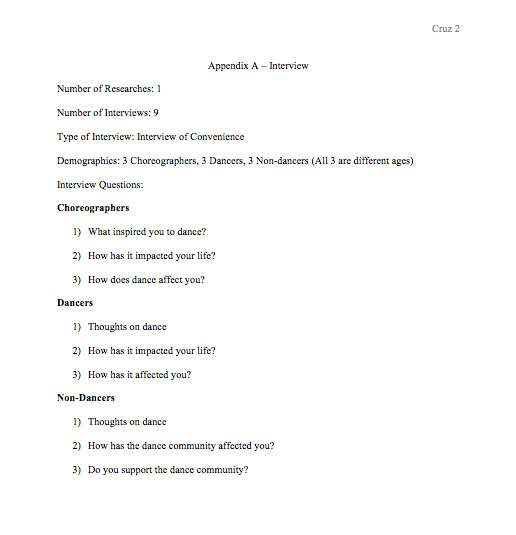 Cruz 2
Appendix A – Interview
Number of Researches: 1
Number of Interviews: 9
Type of Interview: Interview of Convenience
Demographics: 3 Choreographers, 3 Dancers, 3 Non-dancers (All 3 are different ages)
Interview Questions:
Choreographers
1) What inspired you to dance?
2) How has it impacted your life?
3) How does dance affect you?
Dancers
1) Thoughts on dance
2) How has it impacted your life?
3) How has it affected you?
Non-Dancers
1) Thoughts on dance
2) How has the dance community affected you?
3) Do you support the dance community?